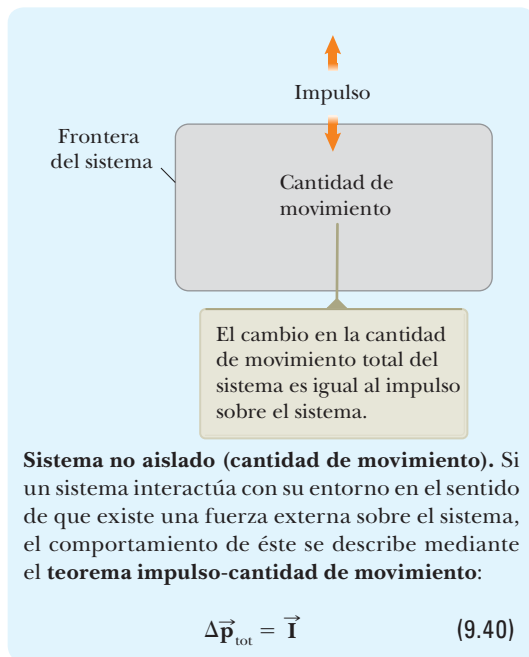 Impulso
Frontera
del sistema
Cantidad de
movimiento
El cambio en la cantidad
de movimiento total del
sistema es igual al impulso
sobre el sistema.
Sistema no aislado (cantidad de movimiento). Si
un sistema interactúa con su entorno en el sentido
de que existe una fuerza externa sobre el sistema,
el comportamiento de éste se describe mediante
el teorema impulso-cantidad de movimiento:
Δp⃗tot = I⃗ (9.40)